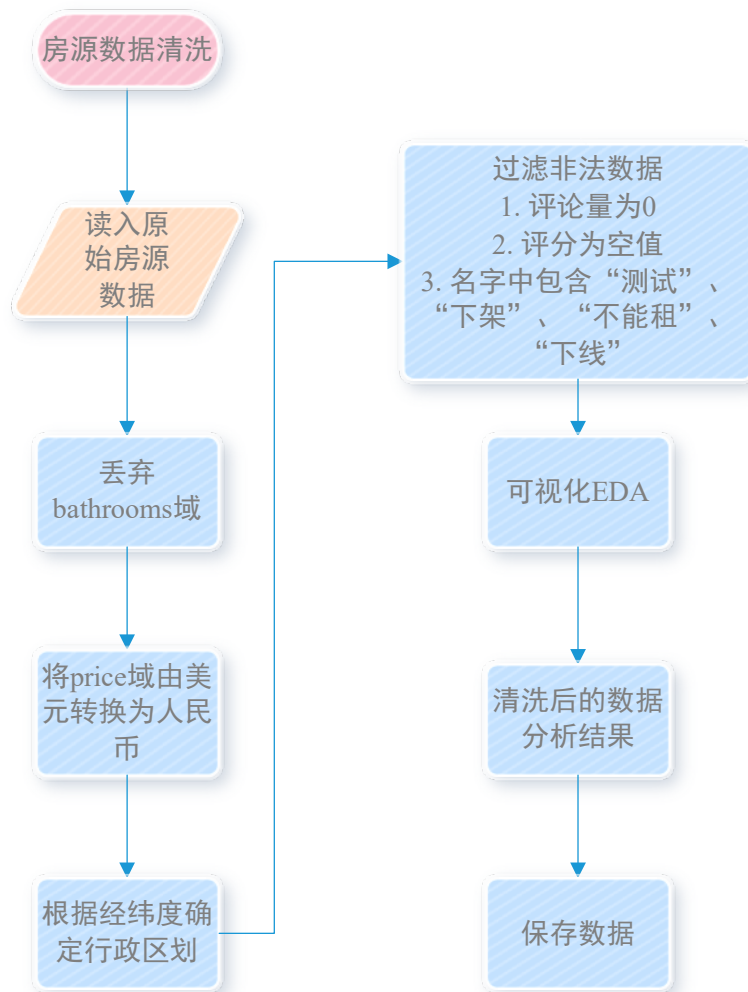 房源数据清洗
读入原
始房源
数据
丢弃
bathrooms域
将price域由美
元转换为人民
币
根据经纬度确
定行政区划
过滤非法数据
1. 评论量为0
2. 评分为空值
3. 名字中包含“测试”、
“下架”、“不能租”、
“下线”
可视化EDA
清洗后的数据
分析结果
保存数据